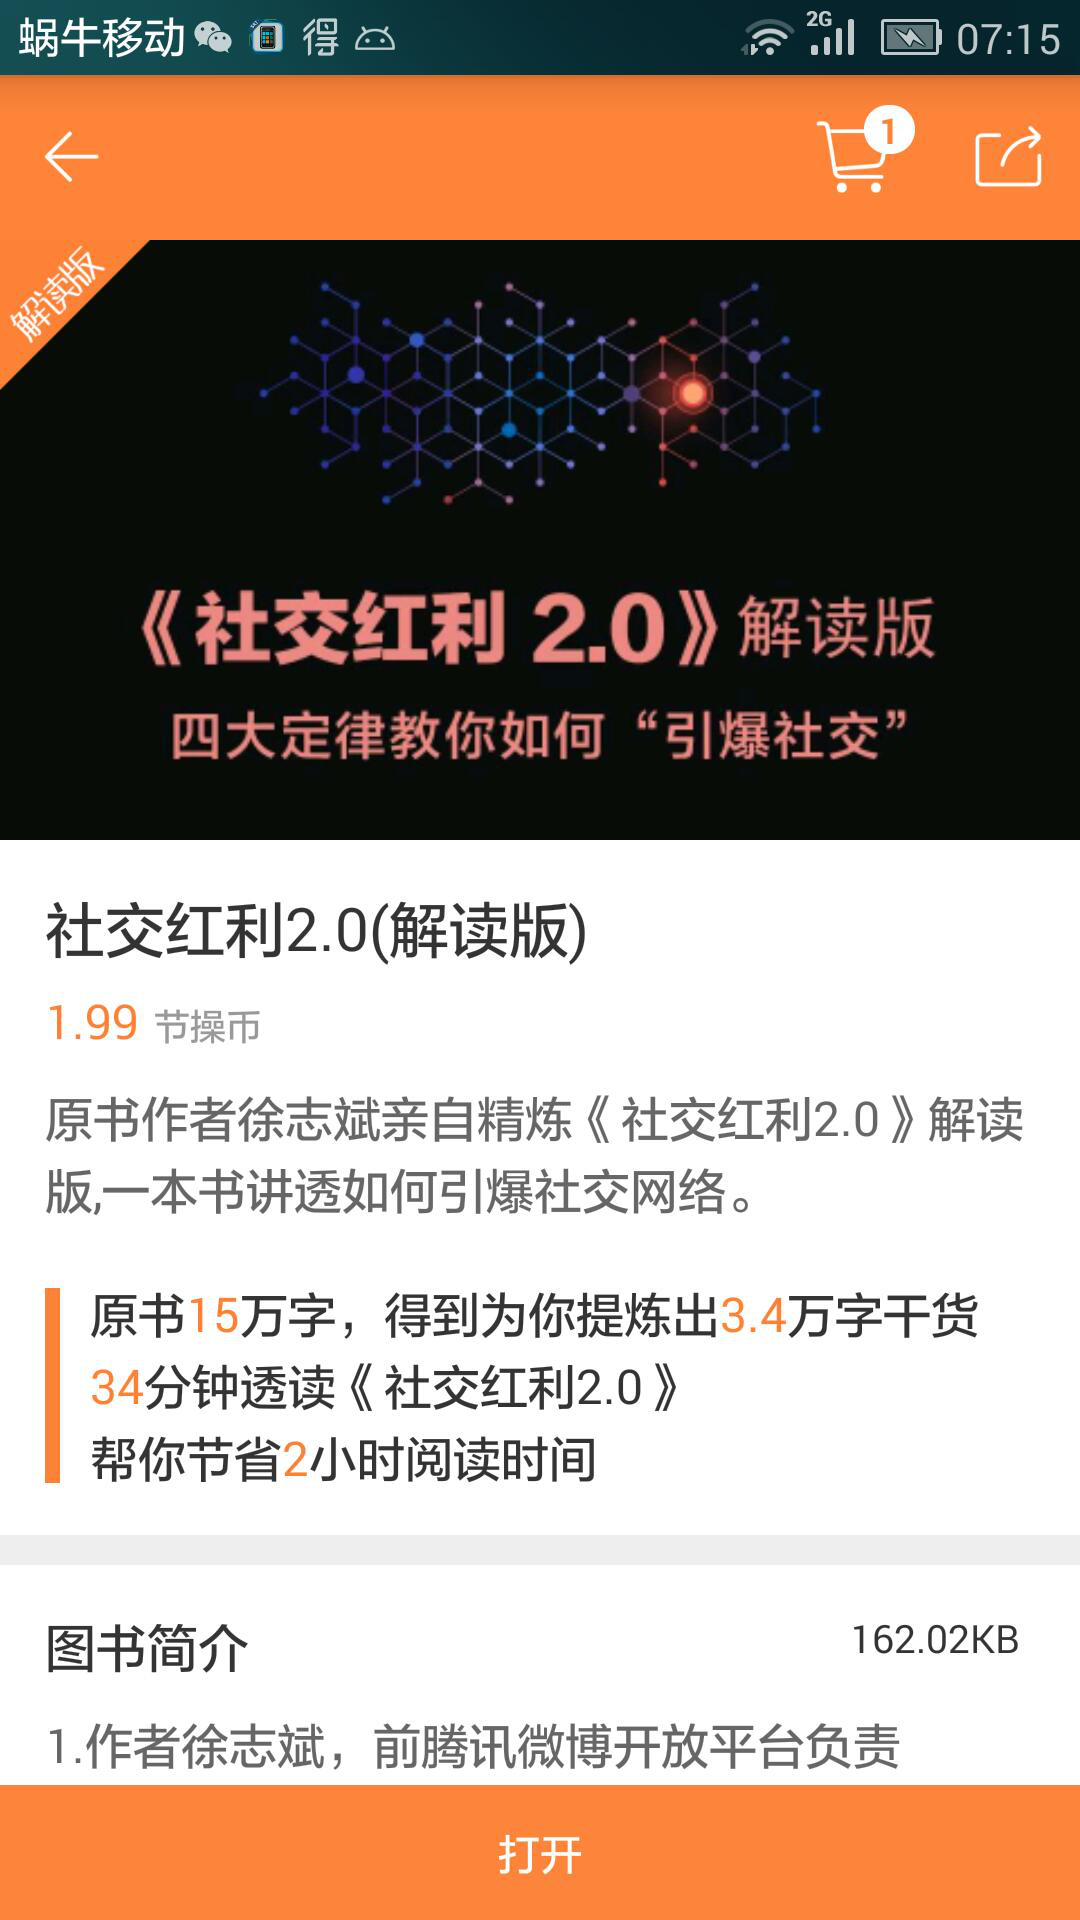 蜗牛移动 得 2G 07:15
1
解读版
《社交红利 2.0》解读版
四大定律教你如何“引爆社交”
社交红利2.0(解读版)
1.99 节操币
原书作者徐志斌亲自精炼《社交红利2.0》解读
版,一本书讲透如何引爆社交网络。
原书15万字，得到为你提炼出3.4万字干货
34分钟透读《社交红利2.0》
帮你节省2小时阅读时间
图书简介 162.02KB
1.作者徐志斌，前腾讯微博开放平台负责
打开